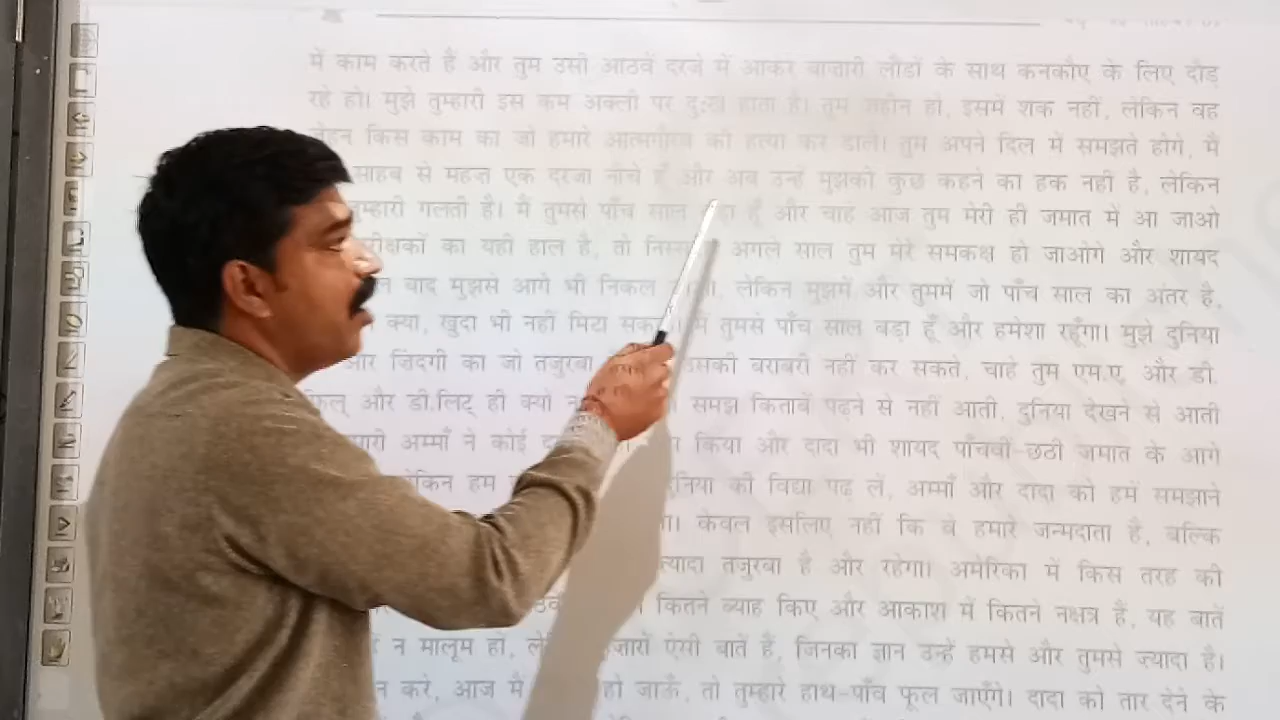 में काम करते हैं और तुम उसी आठवें दरजे में आकर बाज़ारी लौंडों के साथ कनकौए के लिए दौड़
रहे हो। मुझे तुम्हारी इस कम अक्ली पर दुःख होता है। तुम ज़हीन हो, इसमें शक नहीं, लेकिन वह
ज़ेहन किस काम का जो हमारे आत्मगौरव की हत्या कर डाले। तुम अपने दिल में समझते होगे, मैं
साहब से महज़ एक दरजा नीचे हूँ और अब उन्हें मुझको कुछ कहने का हक नहीं है, लेकिन
तुम्हारी गलती है। मैं तुमसे पाँच साल बड़ा हूँ और चाहे आज तुम मेरी ही जमात में आ जाओ
का यही हाल है, तो अगले साल तुम मेरे समकक्ष हो जाओगे और शायद
बाद मुझसे आगे भी निकल लेकिन मुझमें और तुममें जो पाँच साल का अंतर है,
क्या, खुदा भी नहीं मिटा मैं तुमसे पाँच साल बड़ा हूँ और हमेशा रहूँगा। मुझे दुनिया
और ज़िंदगी का जो तजुरबा उसकी बराबरी नहीं कर सकते, चाहे तुम एम.ए. और डी.
फ़िल् और डी.लिट् ही क्यों समझ किताबें पढ़ने से नहीं आती, दुनिया देखने से आती
अम्माँ ने कोई किया और दादा भी शायद पाँचवीं-छठी जमात के आगे
लेकिन हम दुनिया की विद्या पढ़ लें, अम्माँ और दादा को हमें समझाने
केवल इसलिए नहीं कि वे हमारे जन्मदाता हैं, बल्कि
ज़्यादा तजुरबा है और रहेगा। अमेरिका में किस तरह की
कितने ब्याह किए और आकाश में कितने नक्षत्र हैं, यह बातें
न मालूम हों, हज़ारों ऐसी बातें हैं, जिनका ज्ञान उन्हें हमसे और तुमसे ज़्यादा है।
न करे, आज मैं हो जाऊँ, तो तुम्हारे हाथ-पाँव फूल जाएँगे। दादा को तार देने के